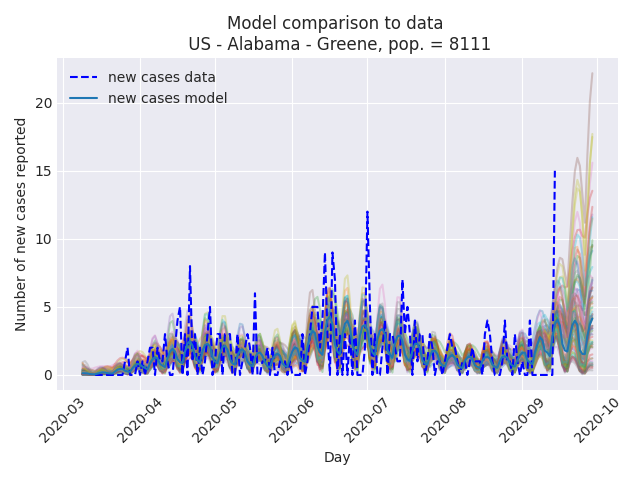 Model comparison to data
US - Alabama - Greene, pop. = 8111
new cases data
new cases model
Number of new cases reported
20
15
10
5
0
2020-03
2020-04
2020-05
2020-06
2020-07
2020-08
2020-09
2020-10
Day